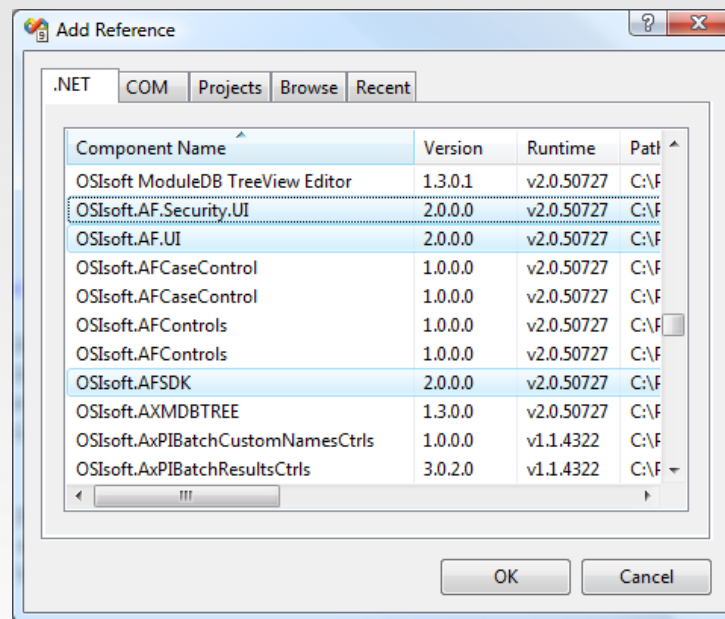 Add Reference
.NET COM Projects Browse Recent
Component Name Version Runtime Path
OSIsoft ModuleDB TreeView Editor 1.3.0.1 v2.0.50727 C:\P
OSIsoft.AF.Security.UI 2.0.0.0 v2.0.50727 C:\P
OSIsoft.AF.UI 2.0.0.0 v2.0.50727 C:\P
OSIsoft.AFCaseControl 1.0.0.0 v2.0.50727 C:\P
OSIsoft.AFCaseControl 1.0.0.0 v2.0.50727 C:\P
OSIsoft.AFControls 1.0.0.0 v2.0.50727 C:\P
OSIsoft.AFControls 1.0.0.0 v2.0.50727 C:\P
OSIsoft.AFSDK 2.0.0.0 v2.0.50727 C:\P
OSIsoft.AXMDBTREE 1.3.0.0 v2.0.50727 C:\P
OSIsoft.AxPIBatchCustomNamesCtrls 1.0.0.0 v1.1.4322 C:\P
OSIsoft.AxPIBatchResultsCtrls 3.0.2.0 v1.1.4322 C:\P
OK Cancel